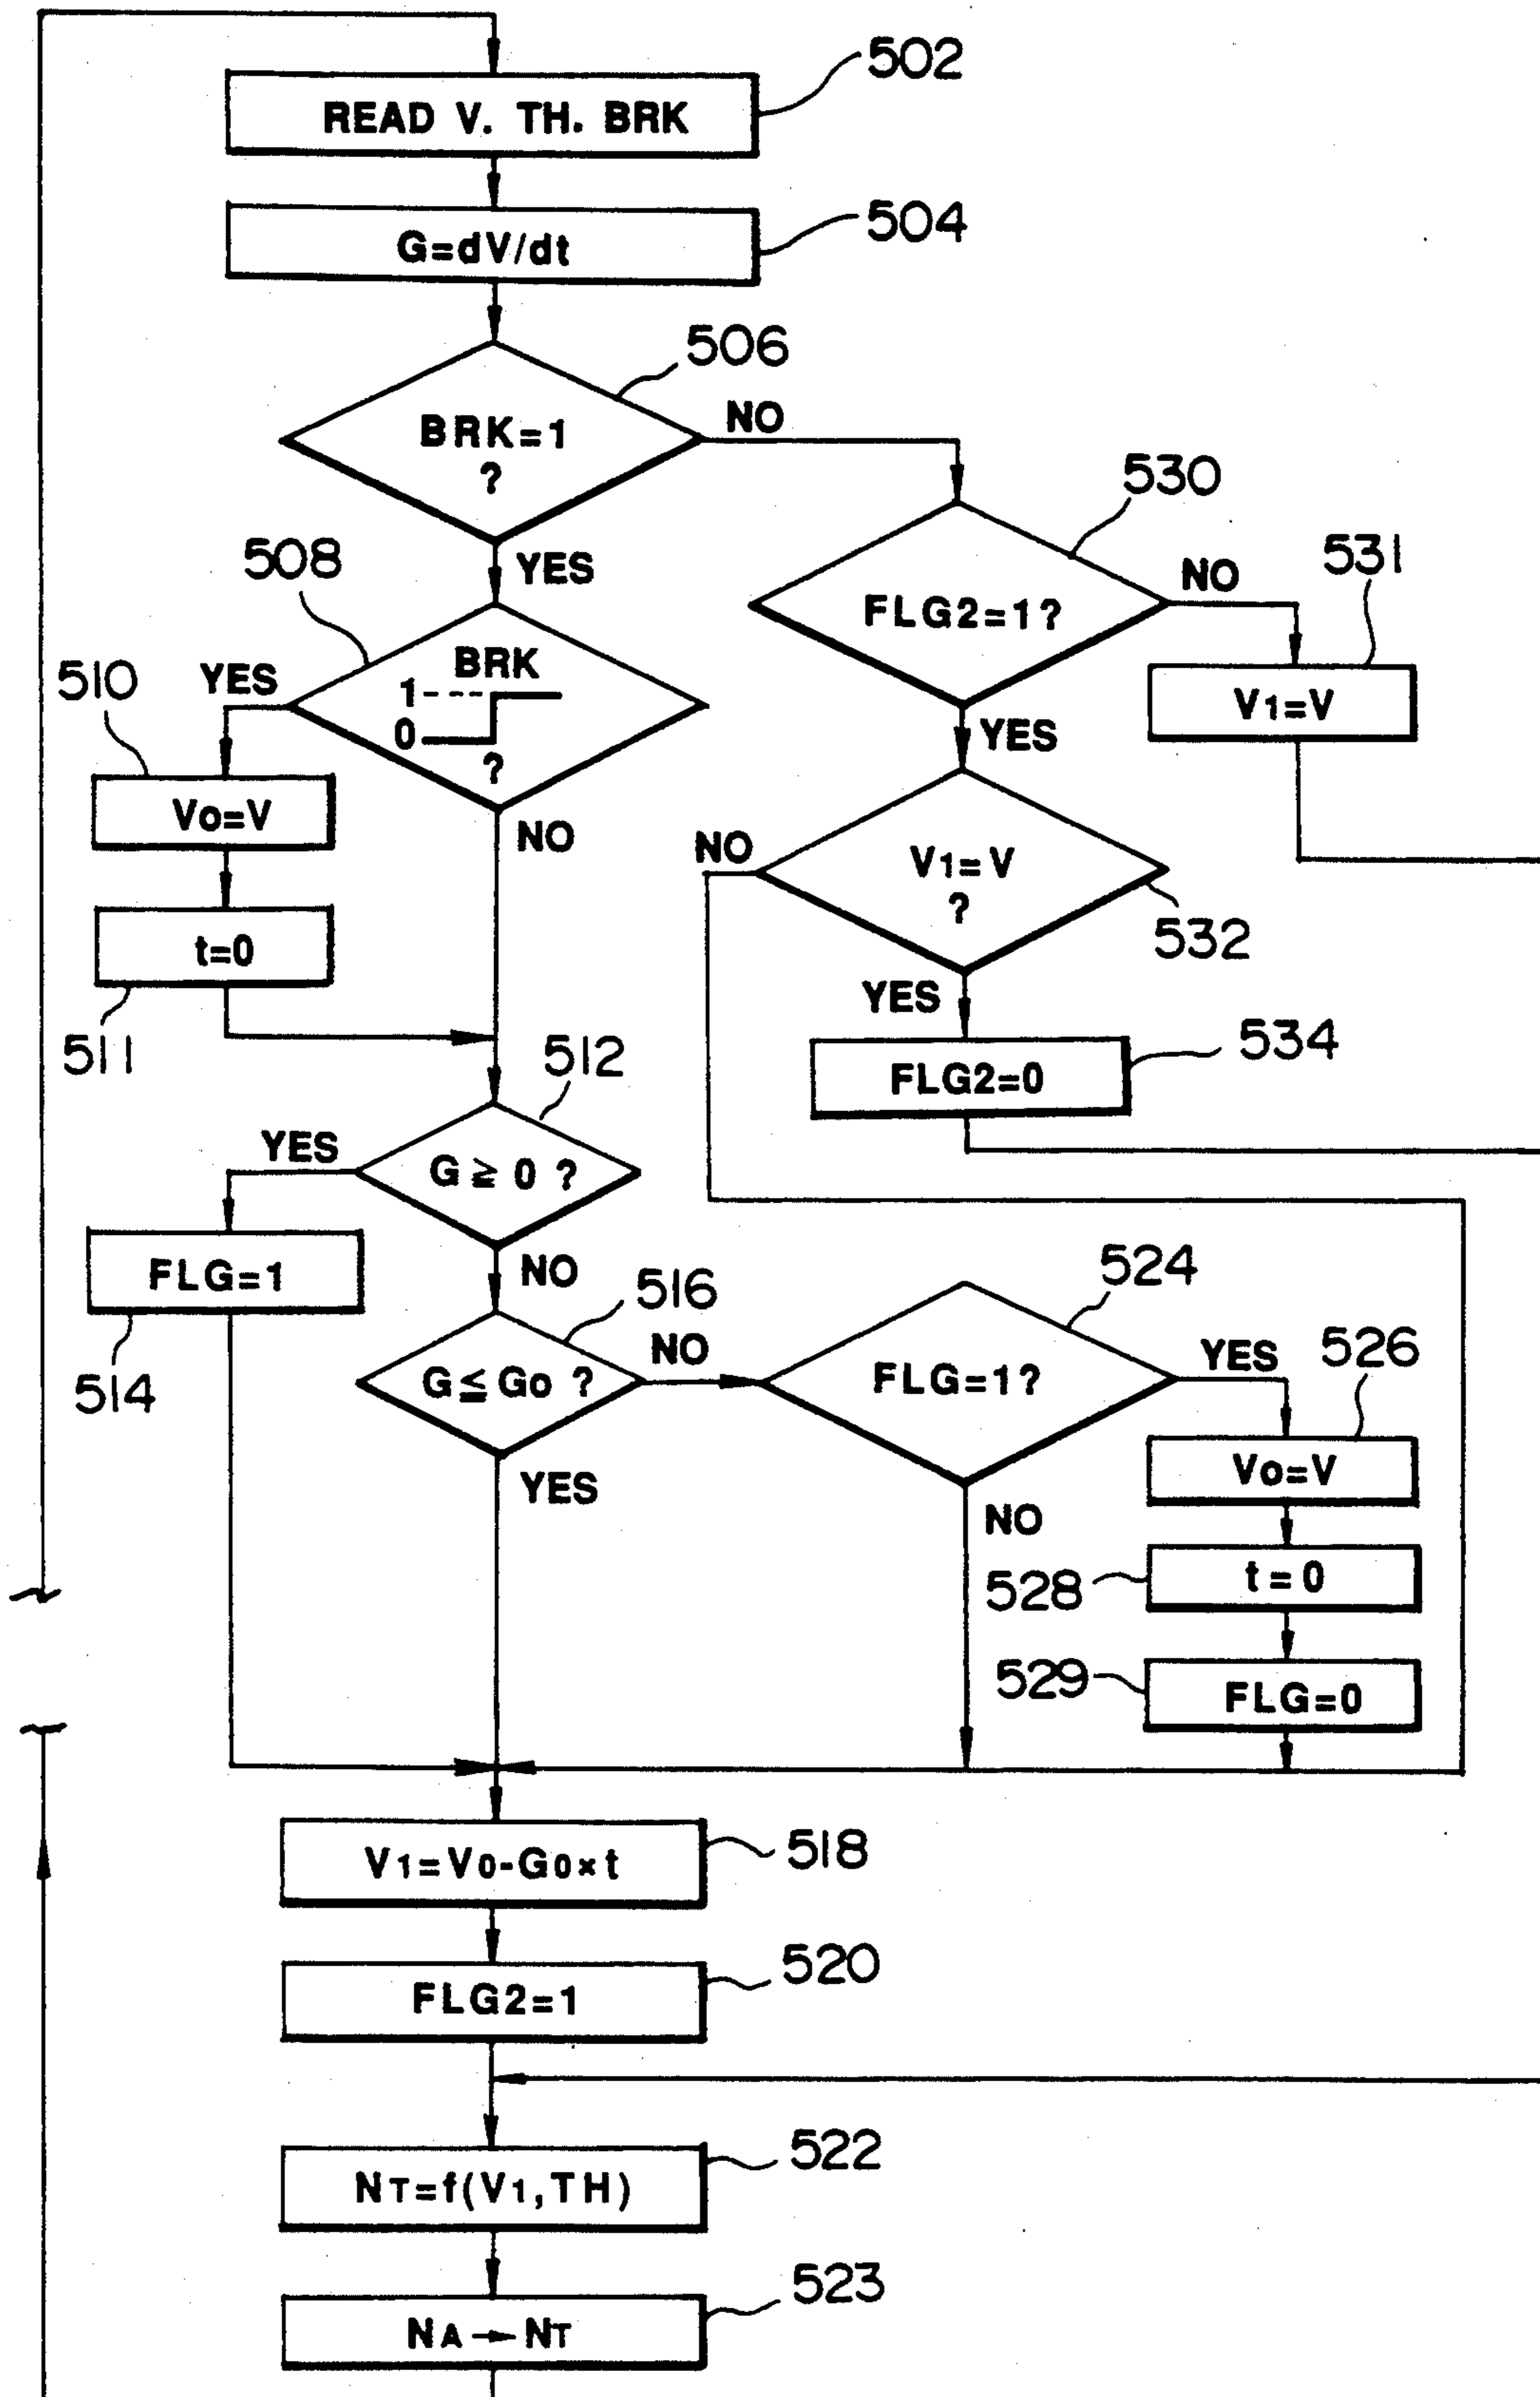 502
READ V. TH. BRK
504
G=dV/dt
506
BRK=1
?
NO
YES
530
FLG2=1?
NO
531
V1=V
YES
508
BRK
1
0
?
YES
NO
510
Vo=V
t=0
511
V1=V
?
NO
532
YES
534
FLG2=0
512
G ≧ 0 ?
YES
NO
FLG=1
514
516
G ≦ Go ?
NO
YES
524
FLG=1?
YES
NO
526
Vo=V
528
t=0
529
FLG=0
518
V1=V0-G0×t
520
FLG2=1
522
NT=f(V1,TH)
523
NA→NT